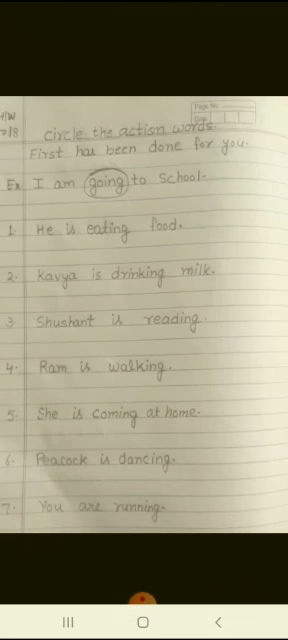 H/W
Page No.
circle the action words.
First has been done for you.
Ex I am going to School.
1. He is eating food.
2. Kavya is drinking milk.
3. Shushant is reading.
4. Ram is walking.
5. She is coming at home.
6. Peacock is dancing.
7. You are running.